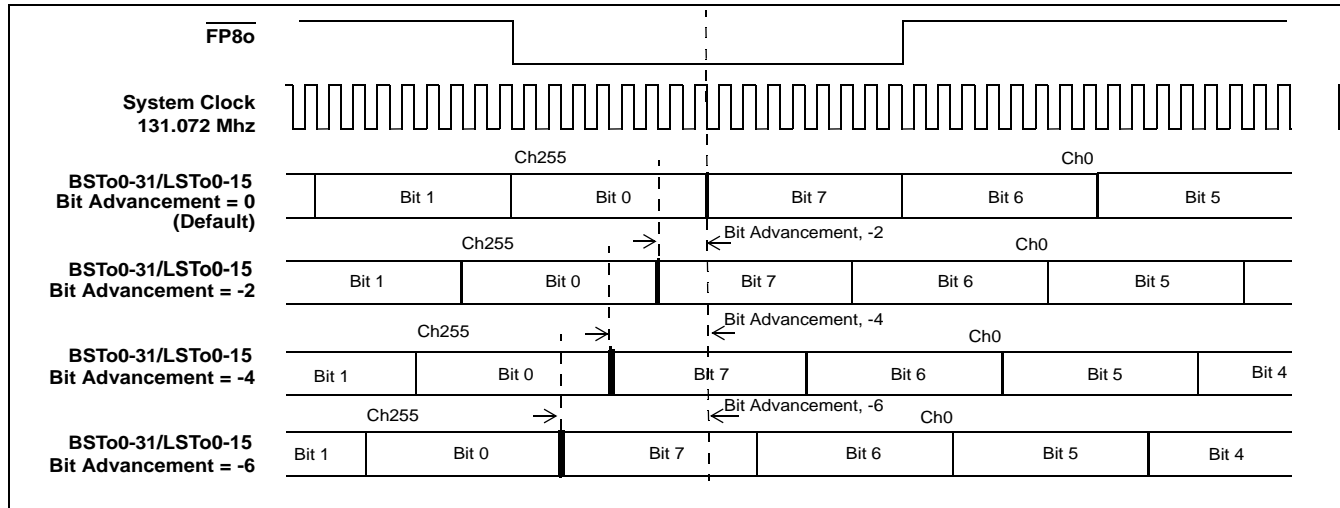 FP8o
System Clock
131.072 Mhz
Ch255 Ch0
BSTo0-31/LSTo0-15
Bit Advancement = 0
(Default)
Bit 1 Bit 0 Bit 7 Bit 6 Bit 5
Bit Advancement, -2
Ch255 Ch0
BSTo0-31/LSTo0-15
Bit Advancement = -2
Bit 1 Bit 0 Bit 7 Bit 6 Bit 5
Bit Advancement, -4
Ch255 Ch0
BSTo0-31/LSTo0-15
Bit Advancement = -4
Bit 1 Bit 0 Bit 7 Bit 6 Bit 5 Bit 4
Bit Advancement, -6
Ch255 Ch0
BSTo0-31/LSTo0-15
Bit Advancement = -6
Bit 1 Bit 0 Bit 7 Bit 6 Bit 5 Bit 4